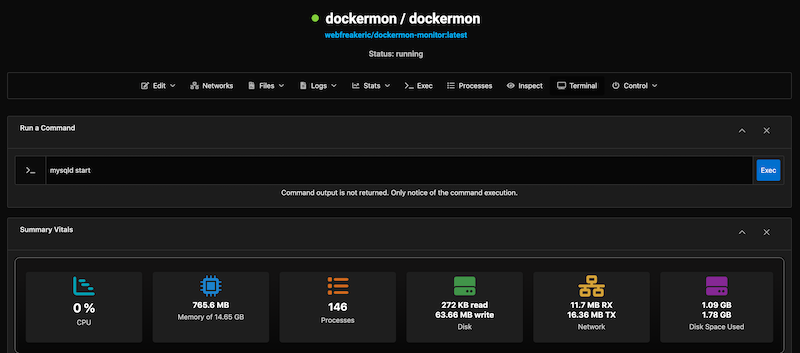 dockermon / dockermon
webfreakeric/dockermon-monitor:latest
Status: running
Edit Networks Files Logs Stats Exec Processes Inspect Terminal Control
Run a Command
mysqld start
Exec
Command output is not returned. Only notice of the command execution.
Summary Vitals
0 %
CPU
765.6 MB
Memory of 14.65 GB
146
Processes
272 KB read
63.66 MB write
Disk
11.7 MB RX
16.36 MB TX
Network
1.09 GB
1.78 GB
Disk Space Used